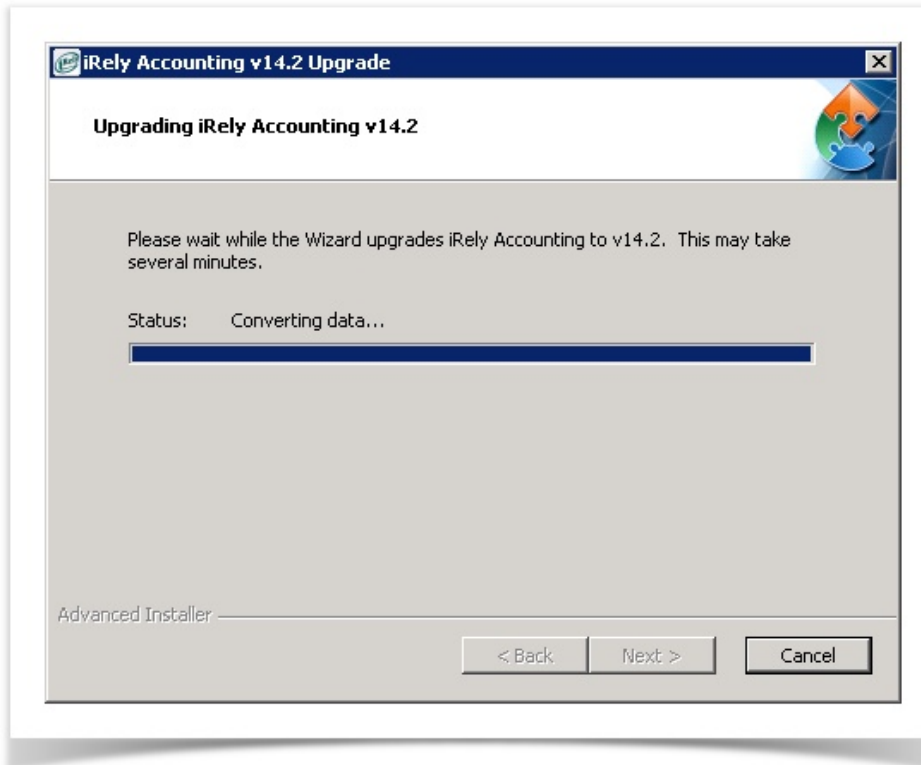 iRely Accounting v14.2 Upgrade
Upgrading iRely Accounting v14.2
Please wait while the Wizard upgrades iRely Accounting to v14.2. This may take
several minutes.
Status: Converting data...
Advanced Installer
< Back Next > Cancel